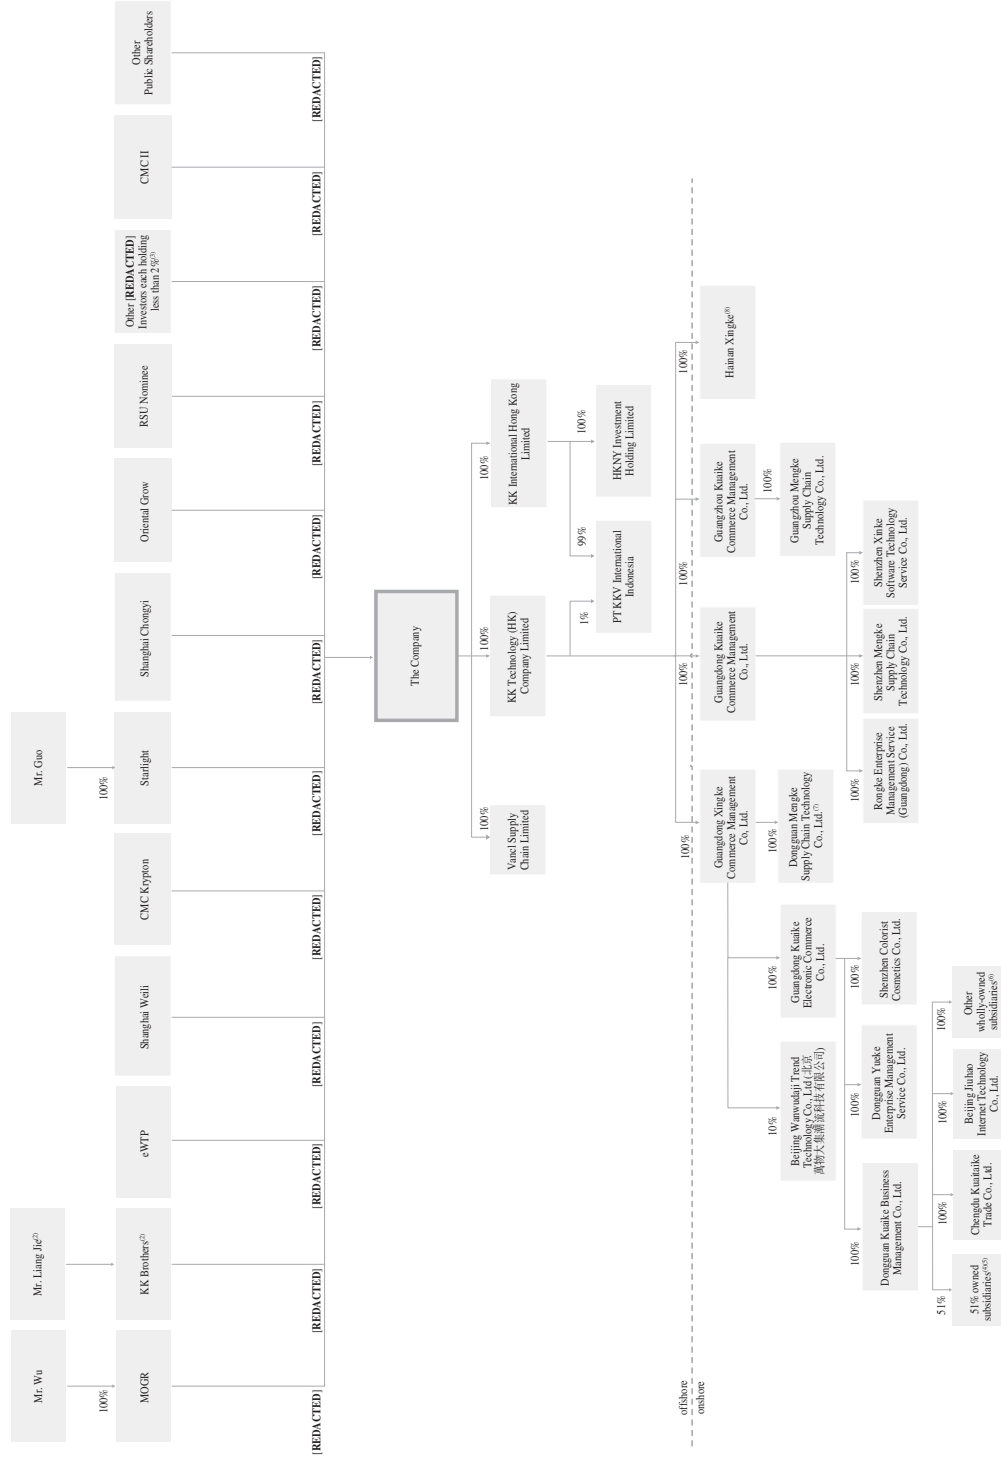 Mr. Wu
Mr. Liang Jie(2)
Mr. Guo
100%
100%
MOGR
KK Brothers(2)
eWTP
Shanghai Weili
CMC Krypton
Starlight
Shanghai Chongyi
Oriental Grow
RSU Nominee
Other [REDACTED]
Investors each holding
less than 2%(3)
CMC II
Other
Public Shareholders
[REDACTED]
[REDACTED]
[REDACTED]
[REDACTED]
[REDACTED]
[REDACTED]
[REDACTED]
[REDACTED]
[REDACTED]
[REDACTED]
[REDACTED]
[REDACTED]
The Company
100%
100%
100%
Vancl Supply
Chain Limited
KK Technology (HK)
Company Limited
KK International Hong Kong
Limited
1%
99%
100%
PT KKV International
Indonesia
HKNY Investment
Holding Limited
offshore
onshore
100%
100%
100%
100%
Guangdong Xingke
Commerce Management
Co, Ltd.
Guangdong Kuaike
Commerce Management
Co., Ltd.
Guangzhou Kuaike
Commerce Management
Co., Ltd.
Hainan Xingke(8)
10%
100%
100%
100%
Beijing Wanwudaji Trend
Technology Co., Ltd (北京
萬物大集潮流科技有限公司)
Guangdong Kuaike
Electronic Commerce
Co., Ltd.
Dongguan Mengke
Supply Chain Technology
Co., Ltd.(7)
Guangzhou Mengke
Supply Chain
Technology Co., Ltd.
100%
100%
100%
100%
100%
100%
Dongguan Kuaike Business
Management Co., Ltd.
Dongguan Yueke
Enterprise Management
Service Co., Ltd.
Shenzhen Colorist
Cosmetics Co., Ltd.
Rongke Enterprise
Management Service
(Guangdong) Co., Ltd.
Shenzhen Mengke
Supply Chain
Technology Co., Ltd.
Shenzhen Xinke
Software Technology
Service Co., Ltd.
51%
100%
100%
100%
51% owned
subsidiaries(4)(5)
Chengdu Kuaitaike
Trade Co., Ltd.
Beijing Jiuhao
Internet Technology
Co., Ltd.
Other
wholly-owned
subsidiaries(6)